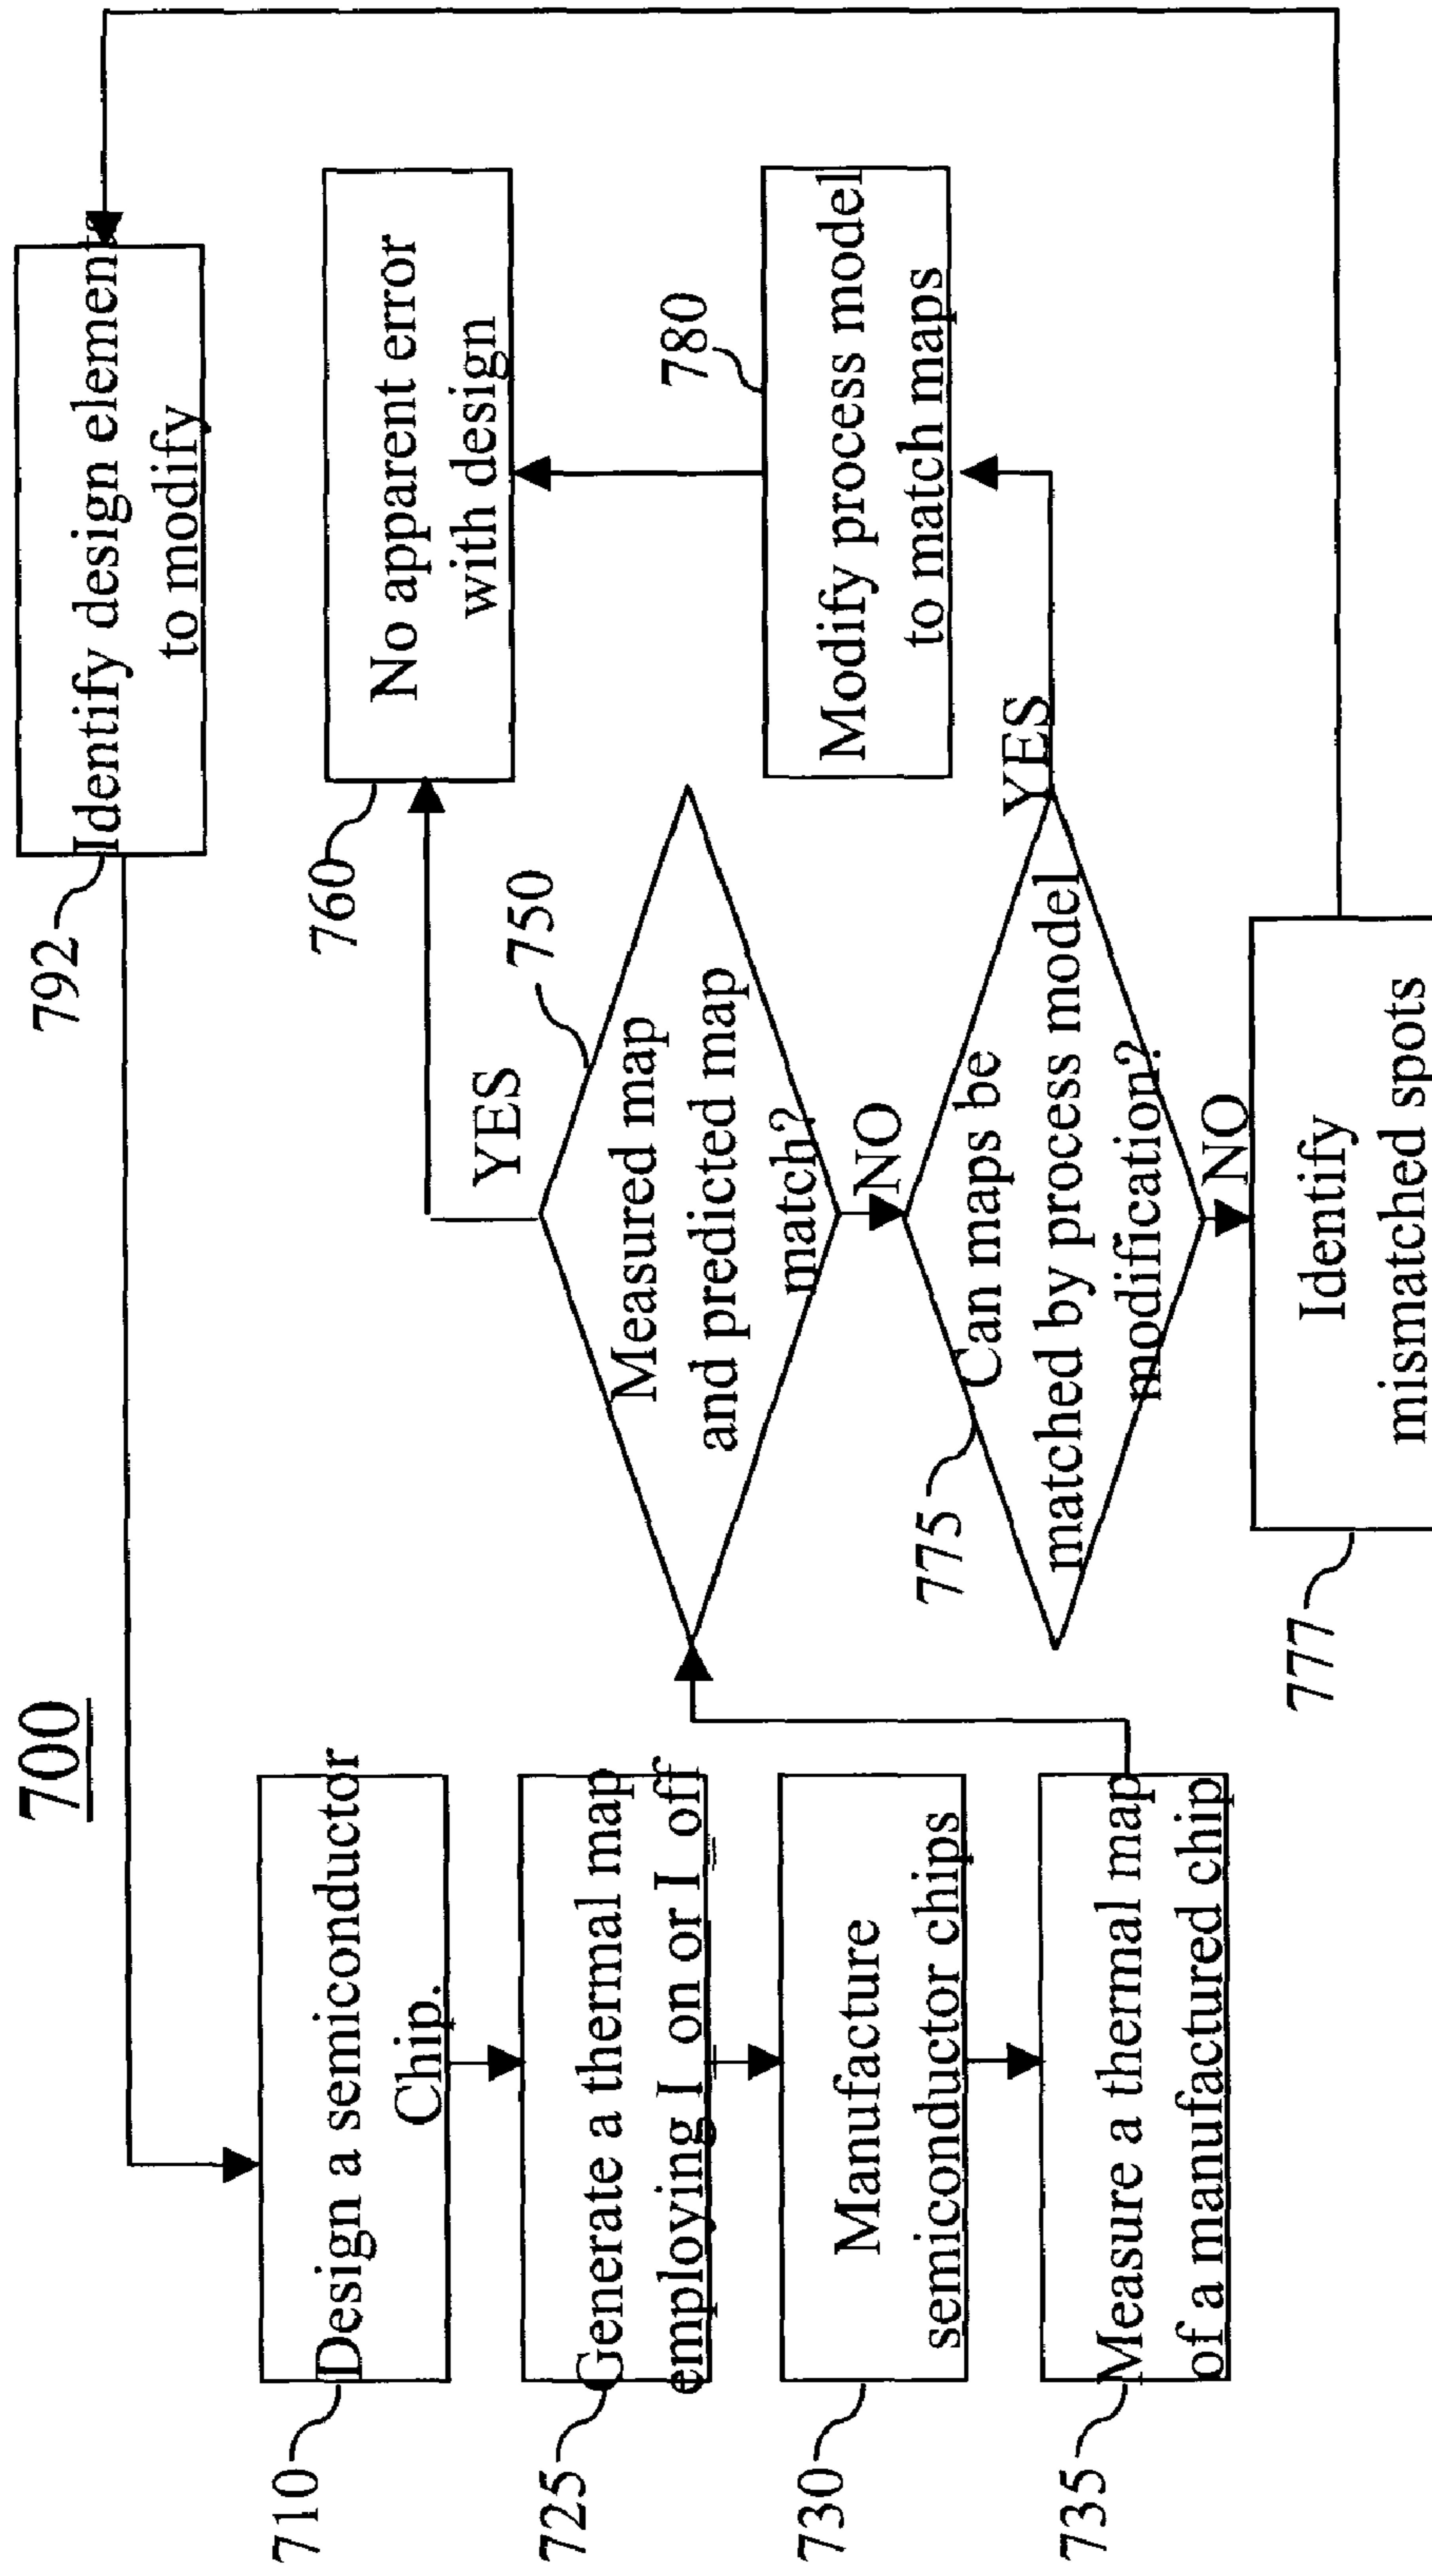 700
710
Design a semiconductor
Chip.
725
Generate a thermal map
employing I on or I off
730
Manufacture
semiconductor chips
735
Measure a thermal map
of a manufactured chip
792
Identify design elements
to modify
760
No apparent error
with design
YES
750
Measured map
and predicted map
match?
NO
780
Modify process model
to match maps
YES
775
Can maps be
matched by process model
modification?
NO
777
Identify
mismatched spots